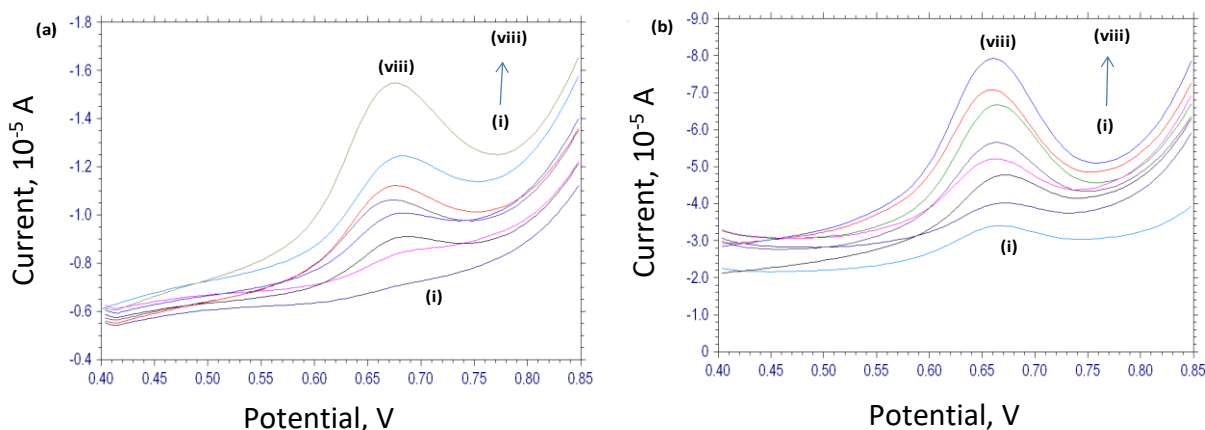 (a)
(viii)
(viii)
(i)
(i)
Current, 10-5 A
-1.8
-1.6
-1.4
-1.2
-1.0
-0.8
-0.6
-0.4
0.40 0.45 0.50 0.55 0.60 0.65 0.70 0.75 0.80 0.85
Potential, V
(b)
(viii)
(viii)
(i)
(i)
Current, 10-5 A
-9.0
-8.0
-7.0
-6.0
-5.0
-4.0
-3.0
-2.0
-1.0
0
0.40 0.45 0.50 0.55 0.60 0.65 0.70 0.75 0.80 0.85
Potential, V